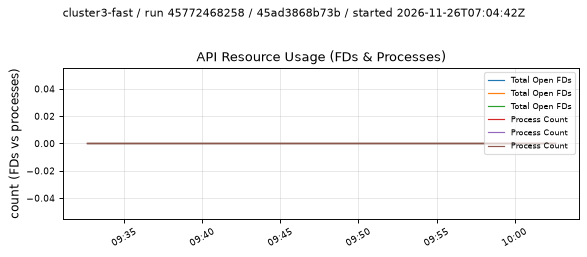 cluster3-fast / run 45772468258 / 45ad3868b73b / started 2026-11-26T07:04:42Z
API Resource Usage (FDs & Processes)
count (FDs vs processes)
0.04
0.02
0.00
−0.02
−0.04
Total Open FDs
Total Open FDs
Total Open FDs
Process Count
Process Count
Process Count
09:35
09:40
09:45
09:50
09:55
10:00